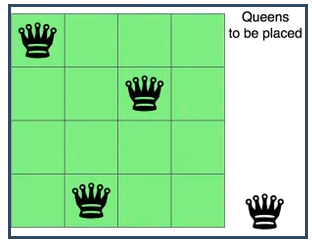 Queens
to be placed